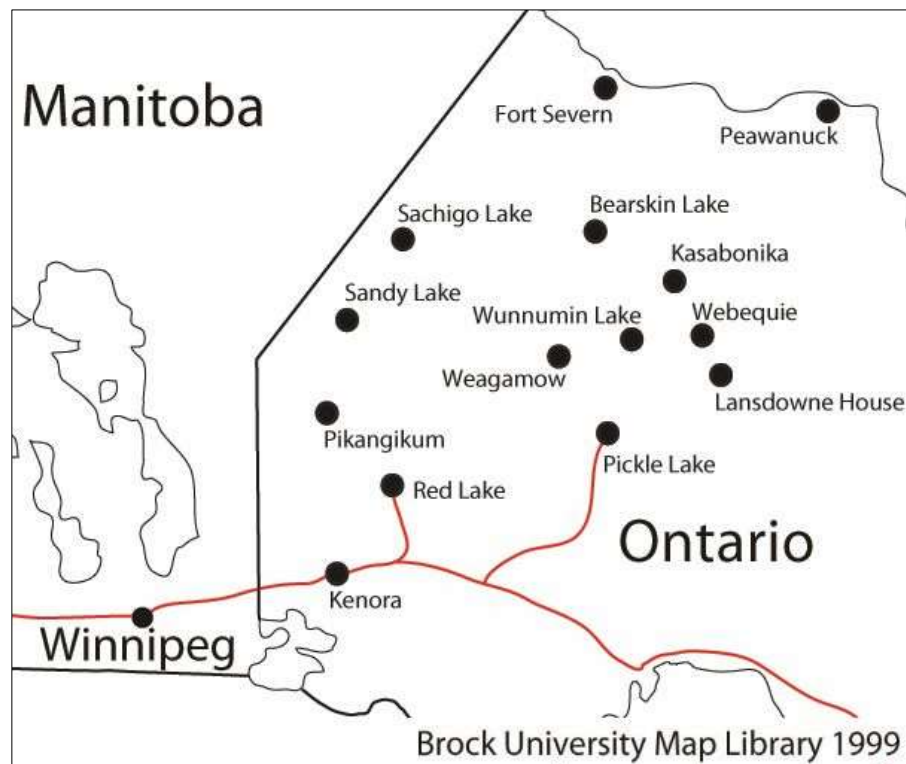 Manitoba
Fort Severn
Peawanuck
Sachigo Lake
Bearskin Lake
Kasabonika
Sandy Lake
Wunnumin Lake
Webequie
Weagamow
Lansdowne House
Pikangikum
Pickle Lake
Red Lake
Ontario
Kenora
Winnipeg
Brock University Map Library 1999